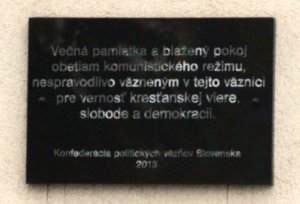 Večná pamiatka a blažený pokoj
obetiam komunistického režimu,
nespravodlivo väzneným v tejto väznici
pre vernosť kresťanskej viere,
slobode a demokracii.
Konfederácia politických väzňov Slovenska
2013